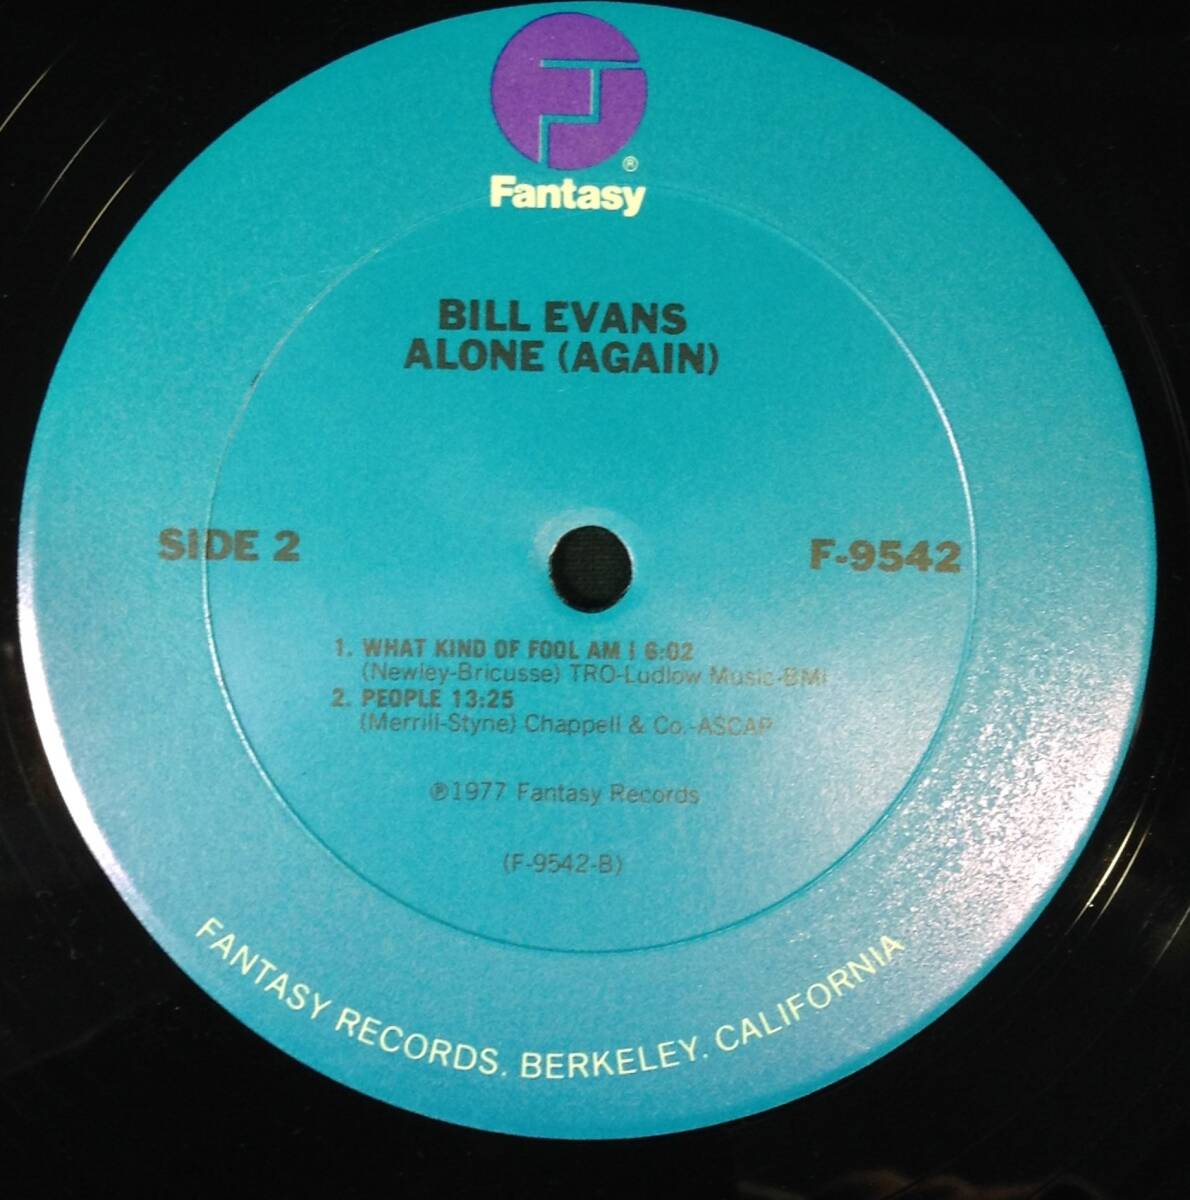 ®
Fantasy
BILL EVANS
ALONE (AGAIN)
SIDE 2
F-9542
1. WHAT KIND OF FOOL AM I 6:02
(Newley-Bricusse) TRO-Ludlow Music-BMI
2. PEOPLE 13:25
(Merrill-Styne) Chappell & Co.-ASCAP
℗1977 Fantasy Records
(F-9542-B)
FANTASY RECORDS, BERKELEY, CALIFORNIA